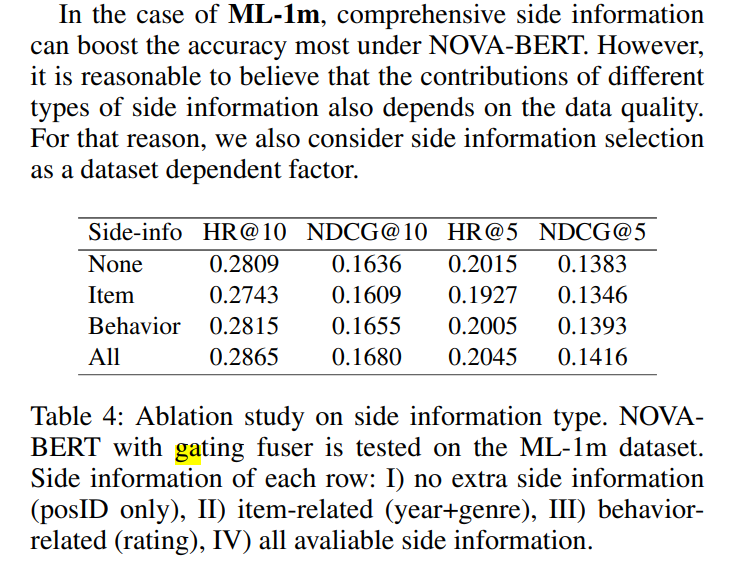 In the case of ML-1m, comprehensive side information
can boost the accuracy most under NOVA-BERT. However,
it is reasonable to believe that the contributions of different
types of side information also depends on the data quality.
For that reason, we also consider side information selection
as a dataset dependent factor.
Side-info HR@10 NDCG@10 HR@5 NDCG@5
None 0.2809 0.1636 0.2015 0.1383
Item 0.2743 0.1609 0.1927 0.1346
Behavior 0.2815 0.1655 0.2005 0.1393
All 0.2865 0.1680 0.2045 0.1416
Table 4: Ablation study on side information type. NOVA-
BERT with gating fuser is tested on the ML-1m dataset.
Side information of each row: I) no extra side information
(posID only), II) item-related (year+genre), III) behavior-
related (rating), IV) all avaliable side information.